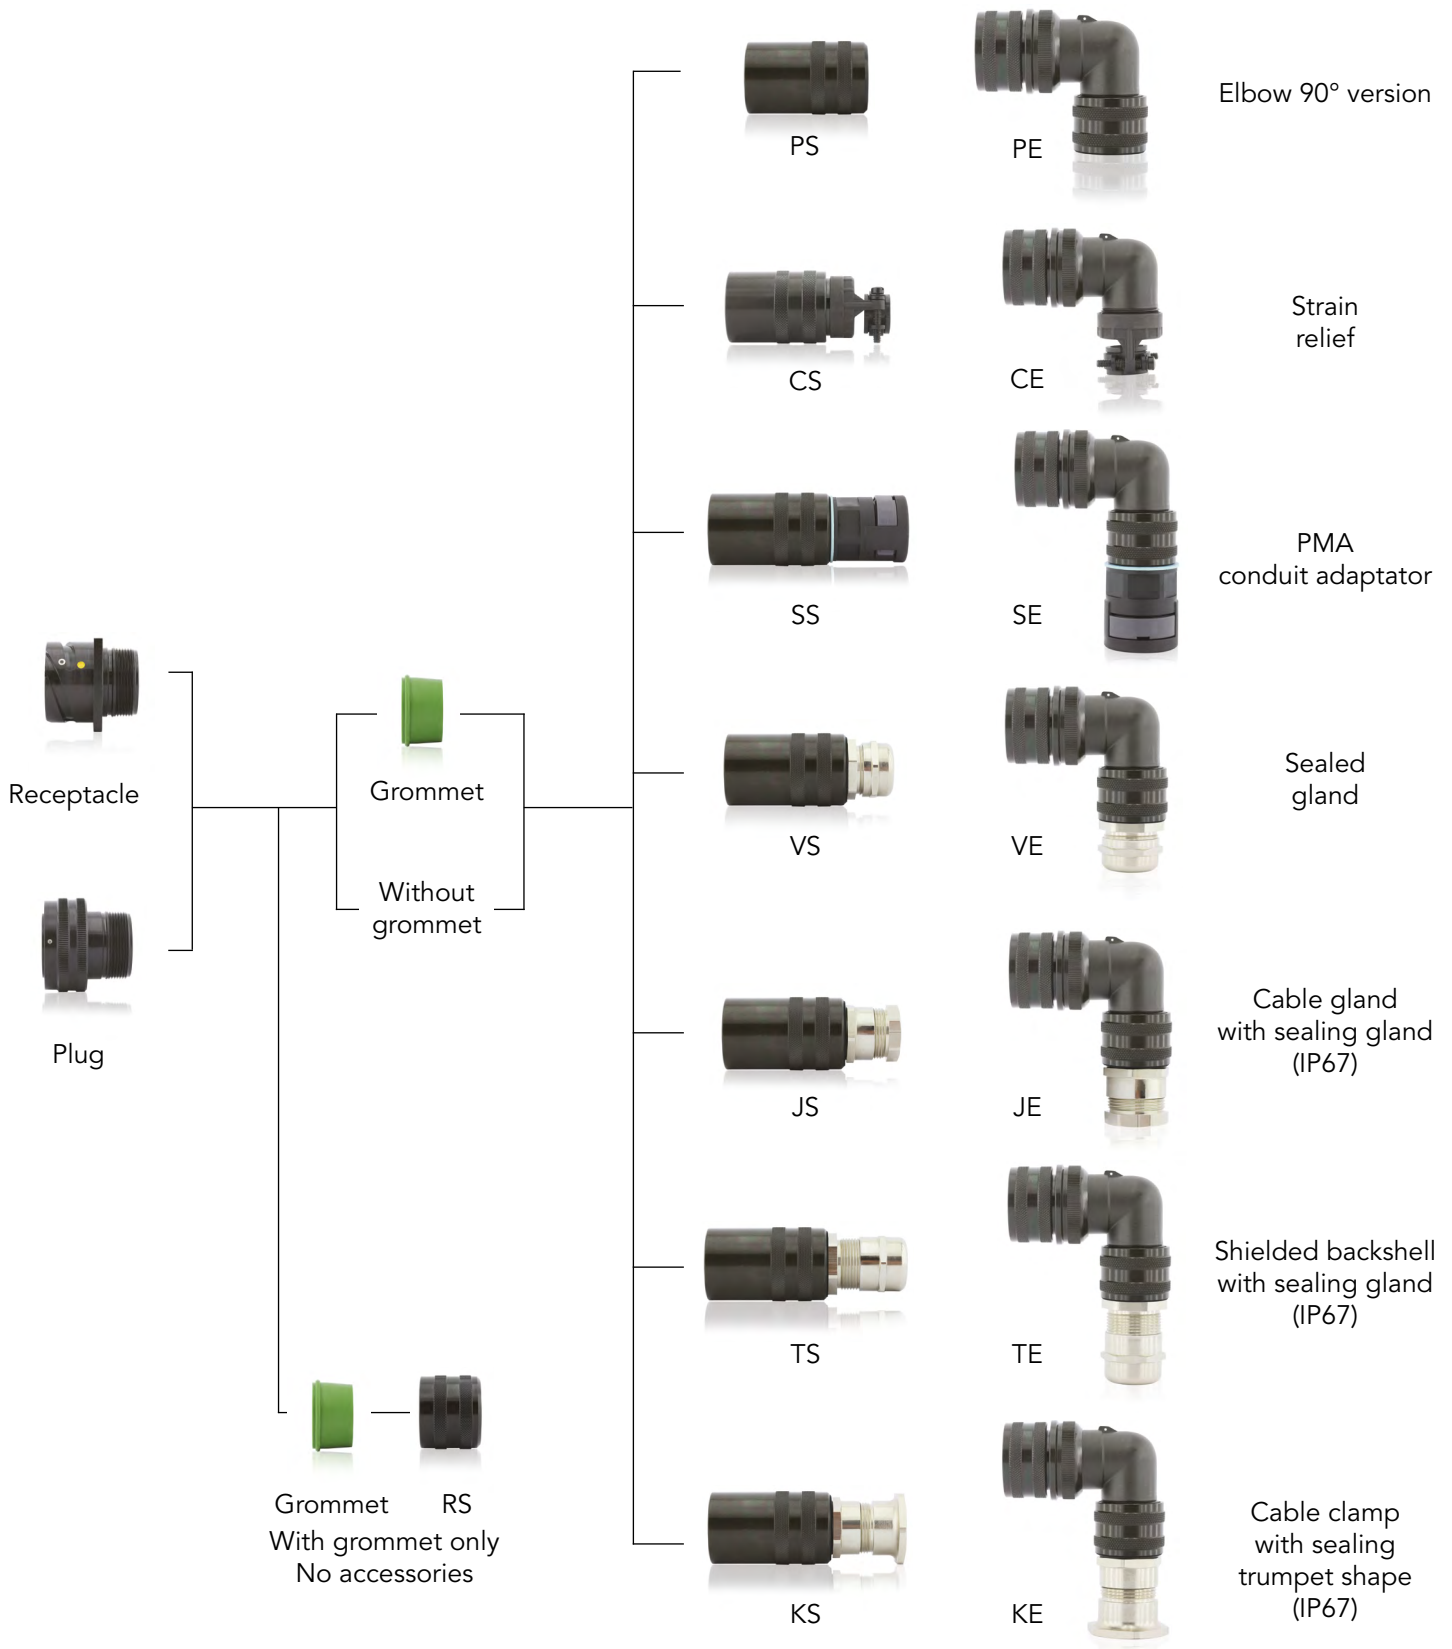 PS
PE
Elbow 90° version
CS
CE
Strain
relief
SS
SE
PMA
conduit adaptator
Receptacle
Plug
Grommet
Without
grommet
VS
VE
Sealed
gland
JS
JE
Cable gland
with sealing gland
(IP67)
TS
TE
Shielded backshell
with sealing gland
(IP67)
Grommet
RS
With grommet only
No accessories
KS
KE
Cable clamp
with sealing
trumpet shape
(IP67)